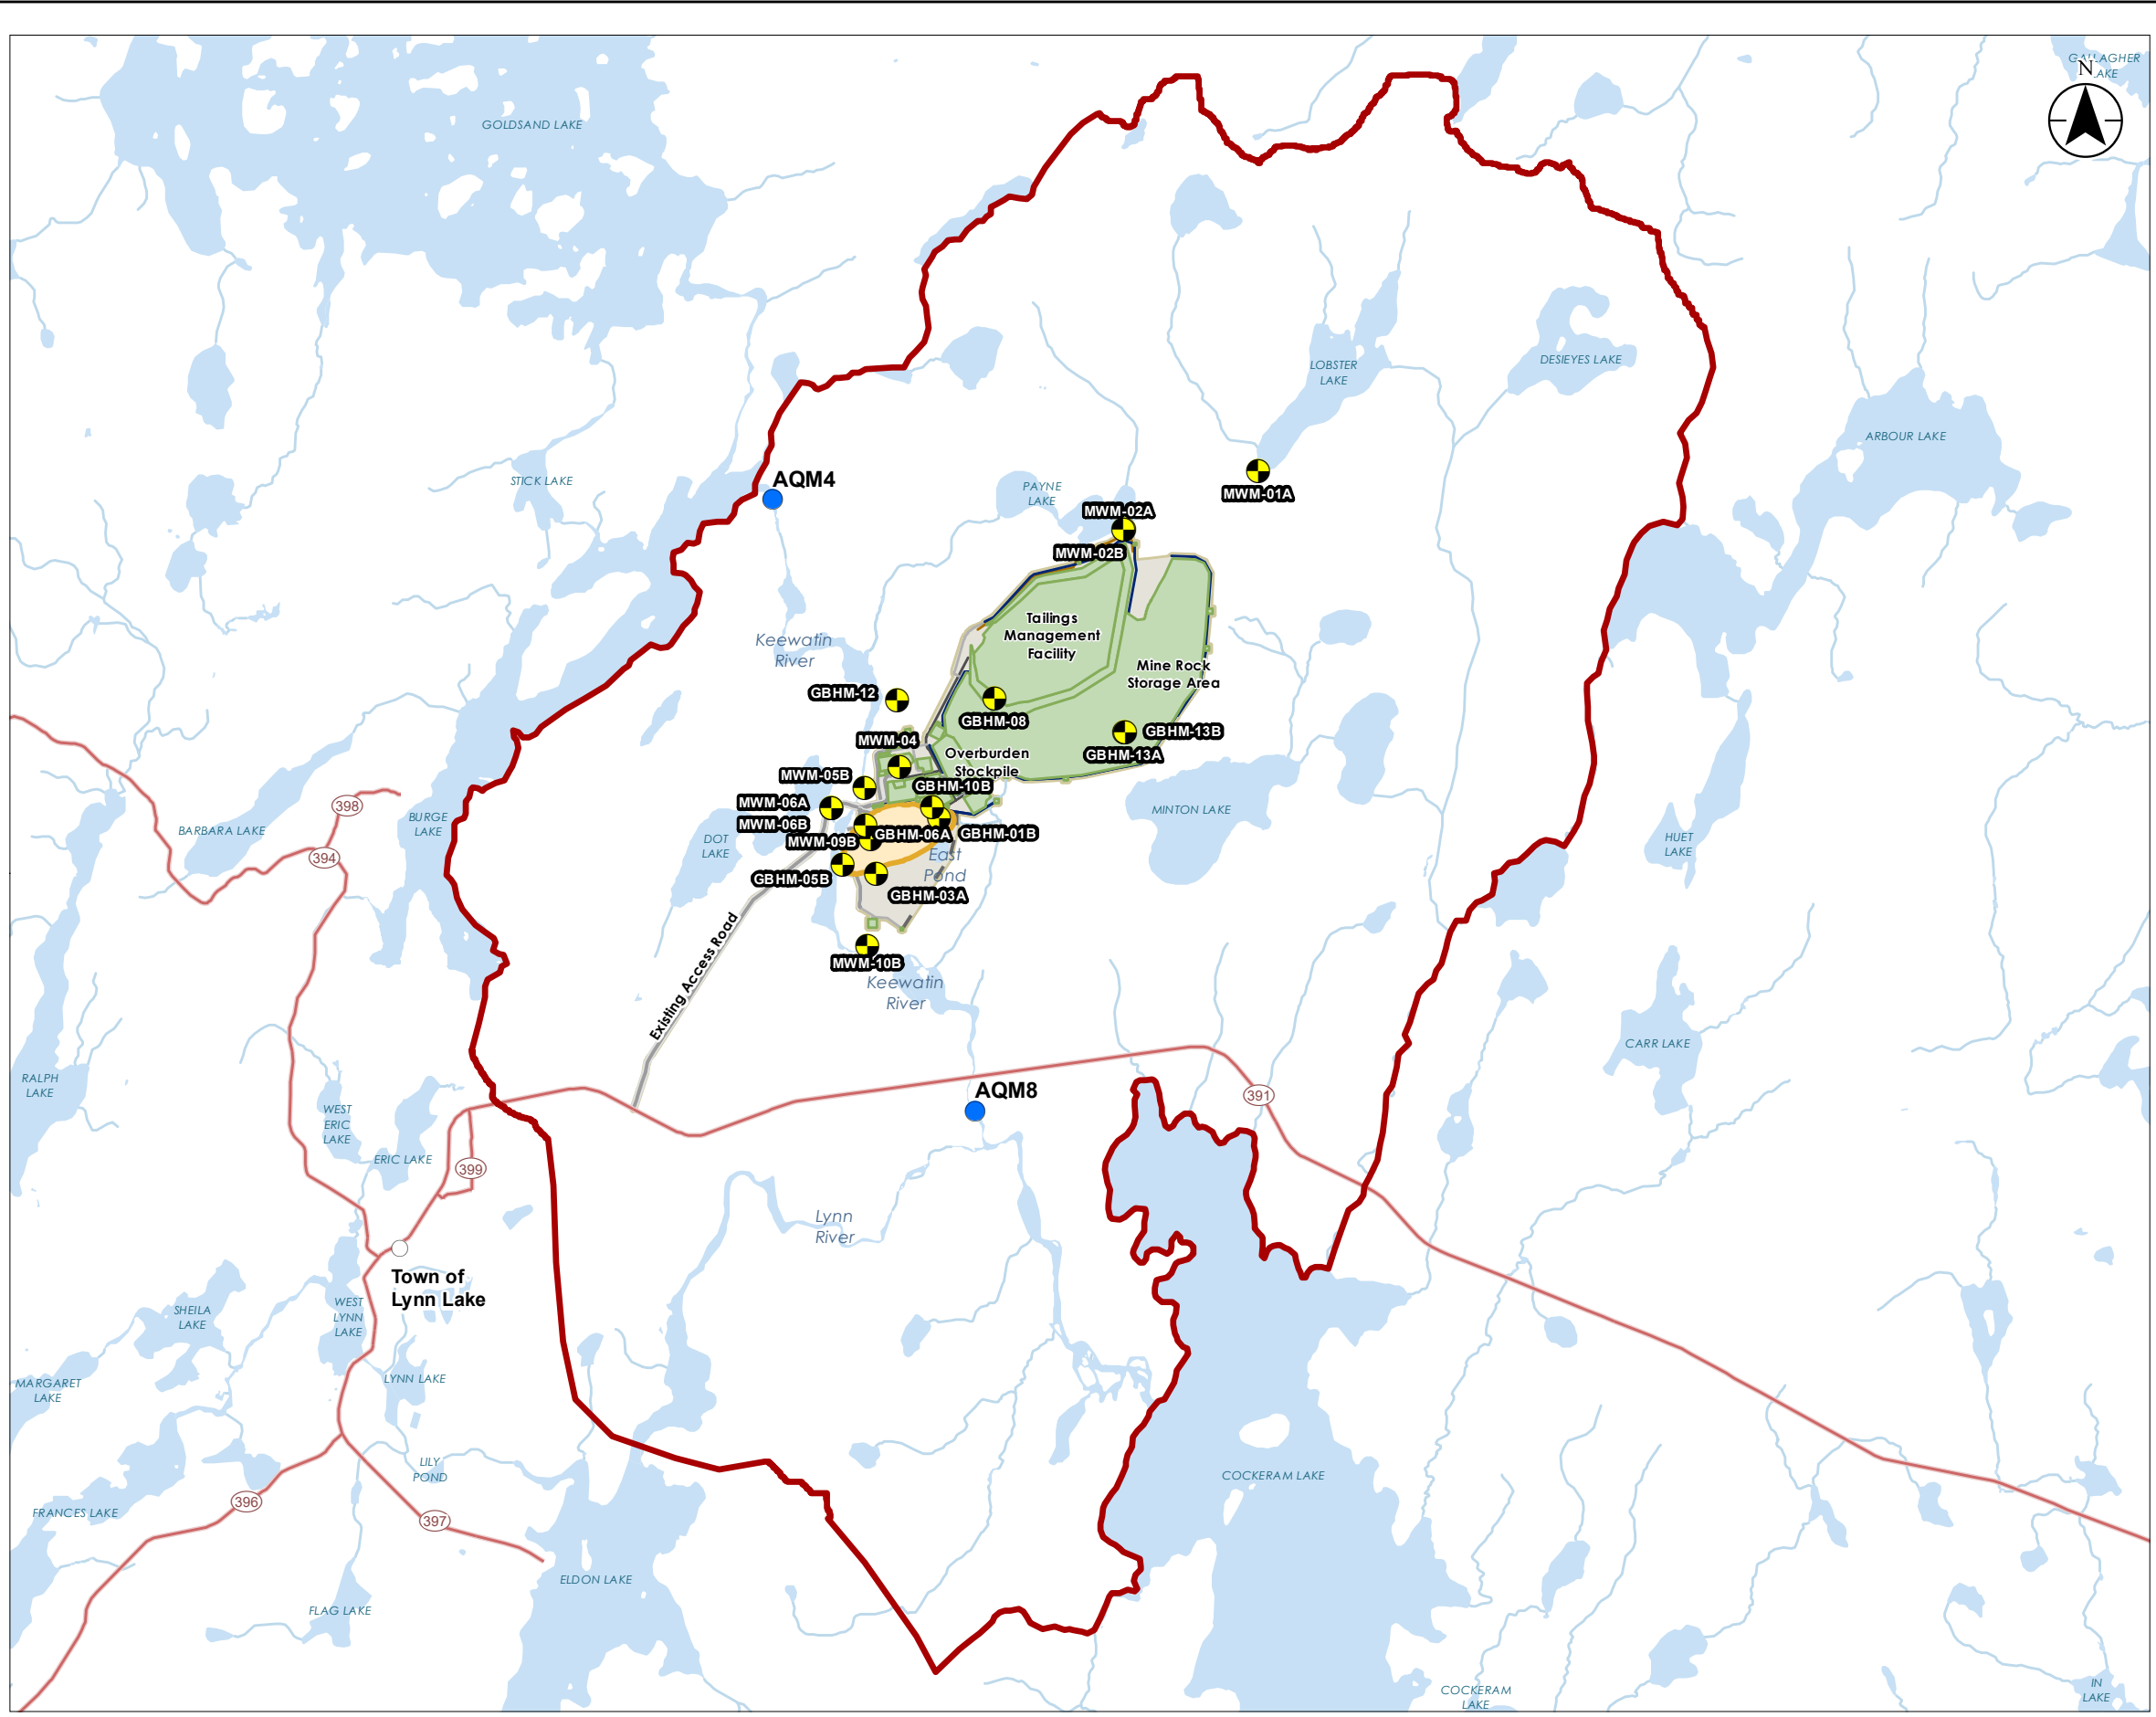 GALLAGHER
LAKE
N
GOLDSAND LAKE
LOBSTER
LAKE
DESIEYES LAKE
ARBOUR LAKE
STICK LAKE
AQM4
PAYNE
LAKE
MWM-01A
MWM-02A
MWM-02B
Tailings
Management
Facility
Keewatin
River
Mine Rock
Storage Area
GBHM-12
GBHM-08
GBHM-13B
GBHM-13A
MWM-04
Overburden
Stockpile
MWM-05B
GBHM-10B
MWM-06A
MWM-06B
398
BURGE
LAKE
BARBARA LAKE
394
DOT
LAKE
MWM-09B
GBHM-06A
GBHM-01B
MINTON LAKE
HUET
LAKE
East
Pond
GBHM-05B
GBHM-03A
Existing Access Road
MWM-10B
Keewatin
River
CARR LAKE
RALPH
LAKE
AQM8
391
WEST
ERIC
LAKE
ERIC LAKE
399
Lynn
River
Town of
Lynn Lake
SHEILA
LAKE
WEST
LYNN
LAKE
MARGARET
LAKE
LYNN LAKE
LILY
POND
COCKERAM LAKE
396
397
FRANCES LAKE
ELDON LAKE
FLAG LAKE
COCKERAM
LAKE
IN
LAKE